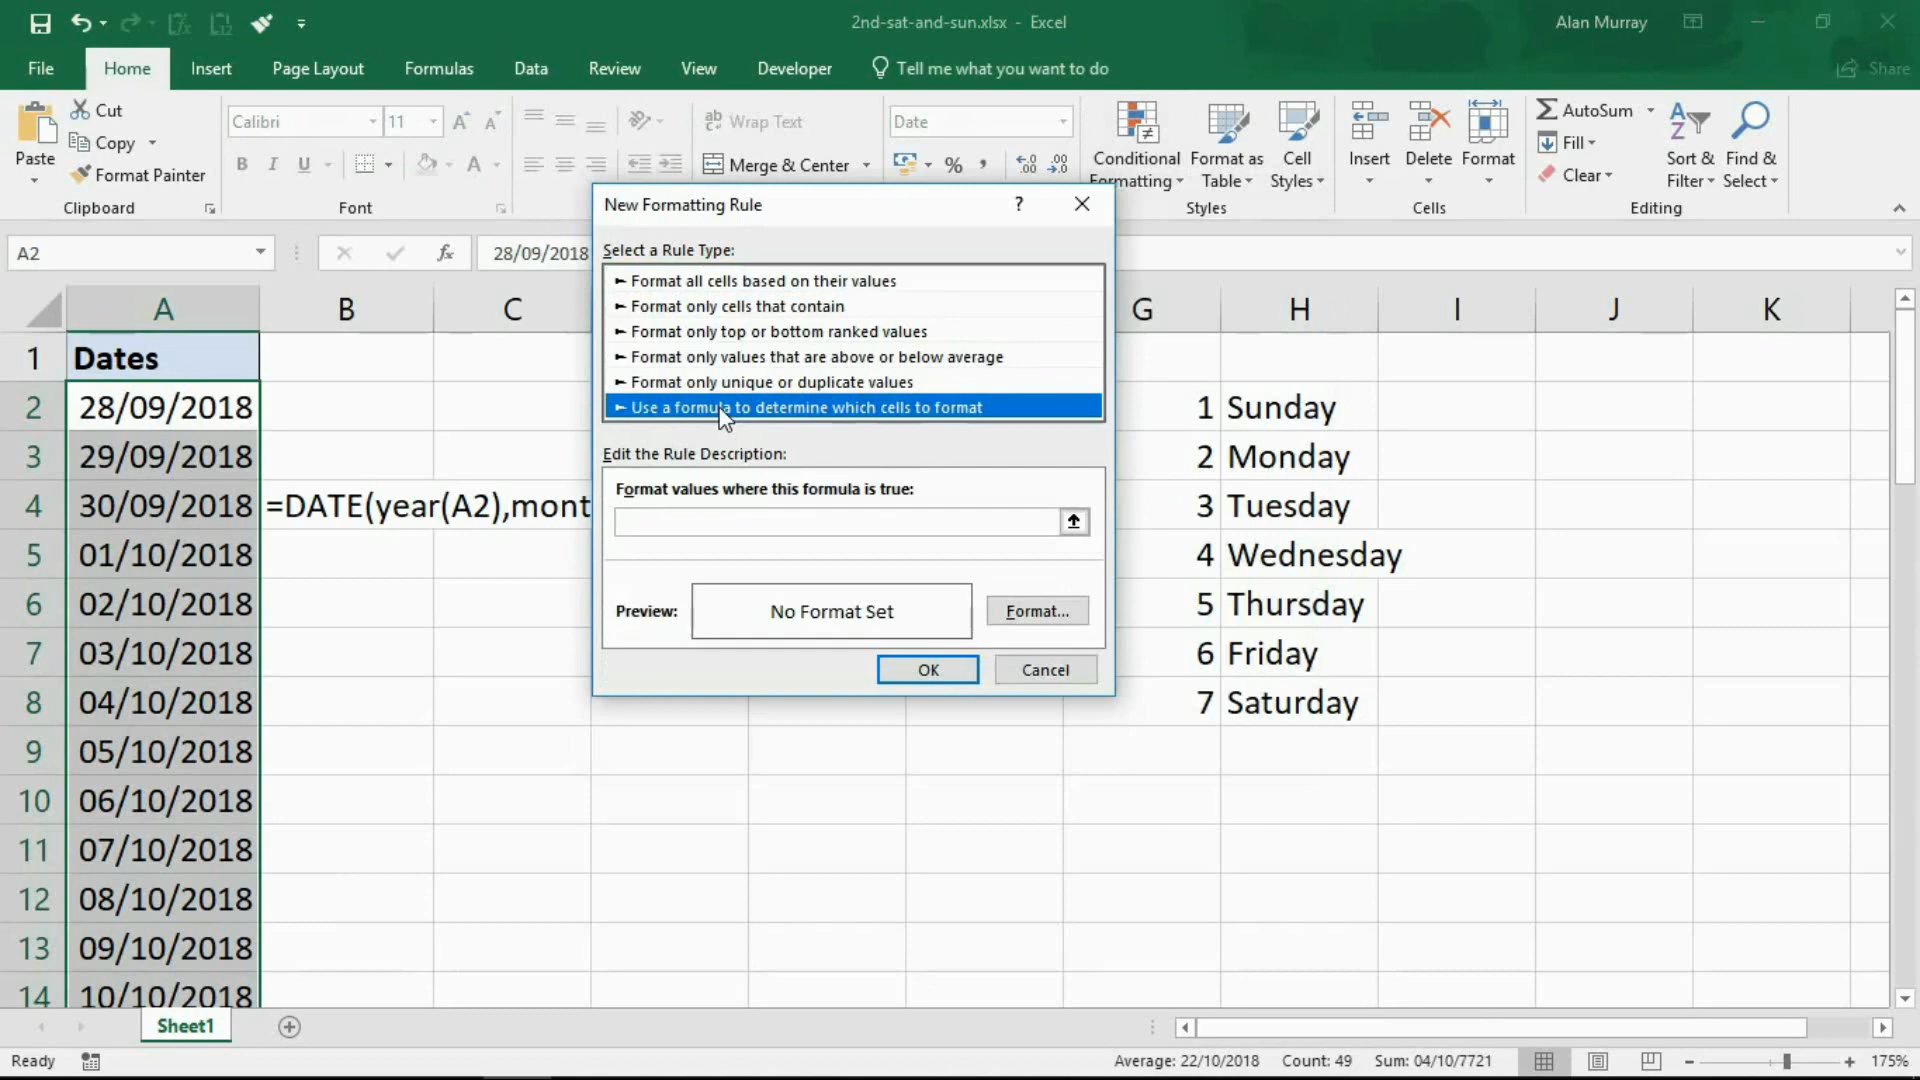 2nd-sat-and-sun.xlsx - Excel
Alan Murray
File Home Insert Page Layout Formulas Data Review View Developer Tell me what you want to do Share
Paste
Cut
Copy
Format Painter
Clipboard
Calibri 11
B I U A
Font
Wrap Text
Merge & Center
Date
%
Conditional Formatting
Format as Table
Cell Styles
Styles
Insert Delete Format
Cells
AutoSum
Fill
Clear
Sort & Filter
Find & Select
Editing
A2 fx 28/09/2018
New Formatting Rule ?
Select a Rule Type:
Format all cells based on their values
Format only cells that contain
Format only top or bottom ranked values
Format only values that are above or below average
Format only unique or duplicate values
Use a formula to determine which cells to format
Edit the Rule Description:
Format values where this formula is true:
Preview: No Format Set Format...
OK Cancel
A B C G H I J K
1 Dates
2 28/09/2018 1 Sunday
3 29/09/2018 2 Monday
4 30/09/2018 =DATE(year(A2),mont 3 Tuesday
5 01/10/2018 4 Wednesday
6 02/10/2018 5 Thursday
7 03/10/2018 6 Friday
8 04/10/2018 7 Saturday
9 05/10/2018
10 06/10/2018
11 07/10/2018
12 08/10/2018
13 09/10/2018
14 10/10/2018
Sheet1
Ready Average: 22/10/2018 Count: 49 Sum: 04/10/7721 175%